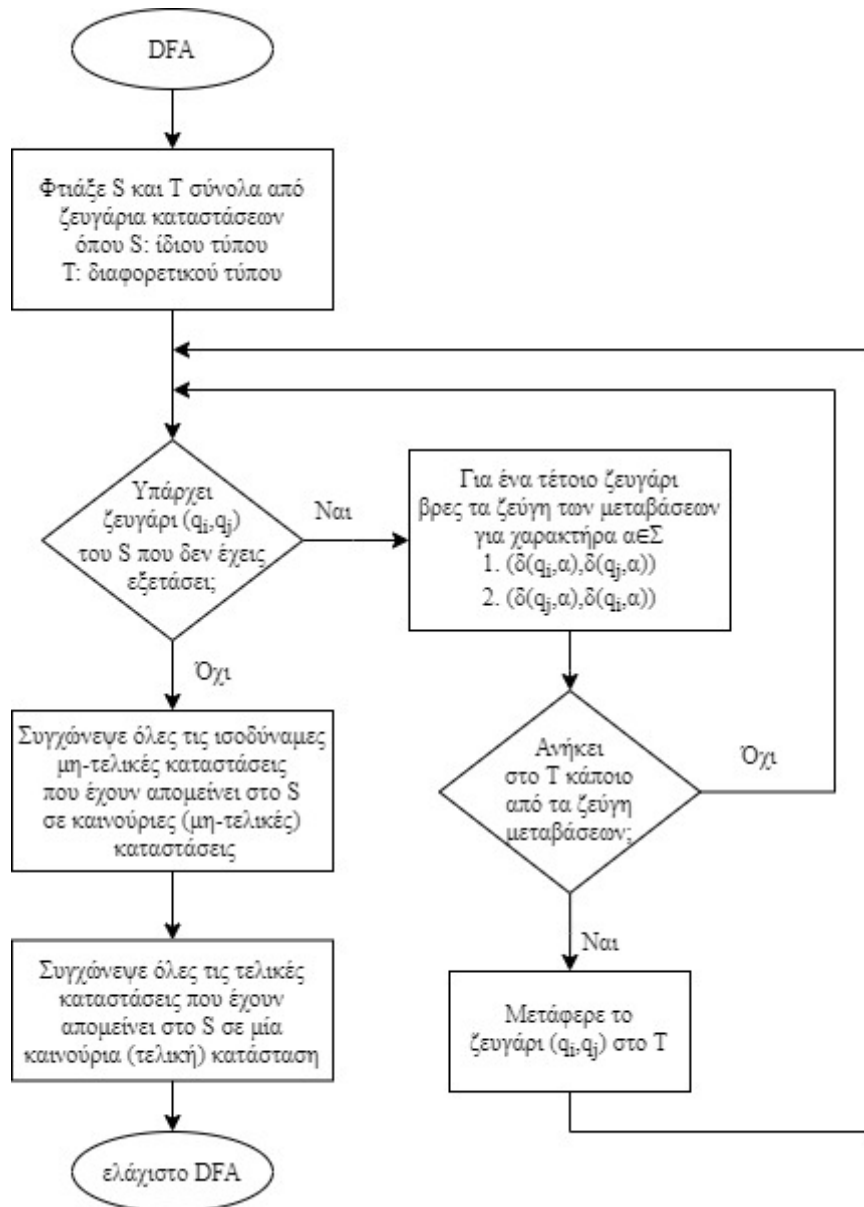 DFA
Φτιάξε S και T σύνολα από
ζευγάρια καταστάσεων
όπου S: ίδιου τύπου
T: διαφορετικού τύπου
Υπάρχει
ζευγάρι (qi,qj)
του S που δεν έχεις
εξετάσει;
Ναι
Για ένα τέτοιο ζευγάρι
βρες τα ζεύγη των μεταβάσεων
για χαρακτήρα α∈Σ
1. (δ(qi,α),δ(qj,α))
2. (δ(qj,α),δ(qi,α))
Όχι
Συγχώνεψε όλες τις ισοδύναμες
μη-τελικές καταστάσεις
που έχουν απομείνει στο S
σε καινούριες (μη-τελικές)
καταστάσεις
Ανήκει
στο T κάποιο
από τα ζεύγη
μεταβάσεων;
Όχι
Ναι
Συγχώνεψε όλες τις τελικές
καταστάσεις που έχουν
απομείνει στο S σε μία
καινούρια (τελική) κατάσταση
Μετάφερε το
ζευγάρι (qi,qj) στο T
ελάχιστο DFA